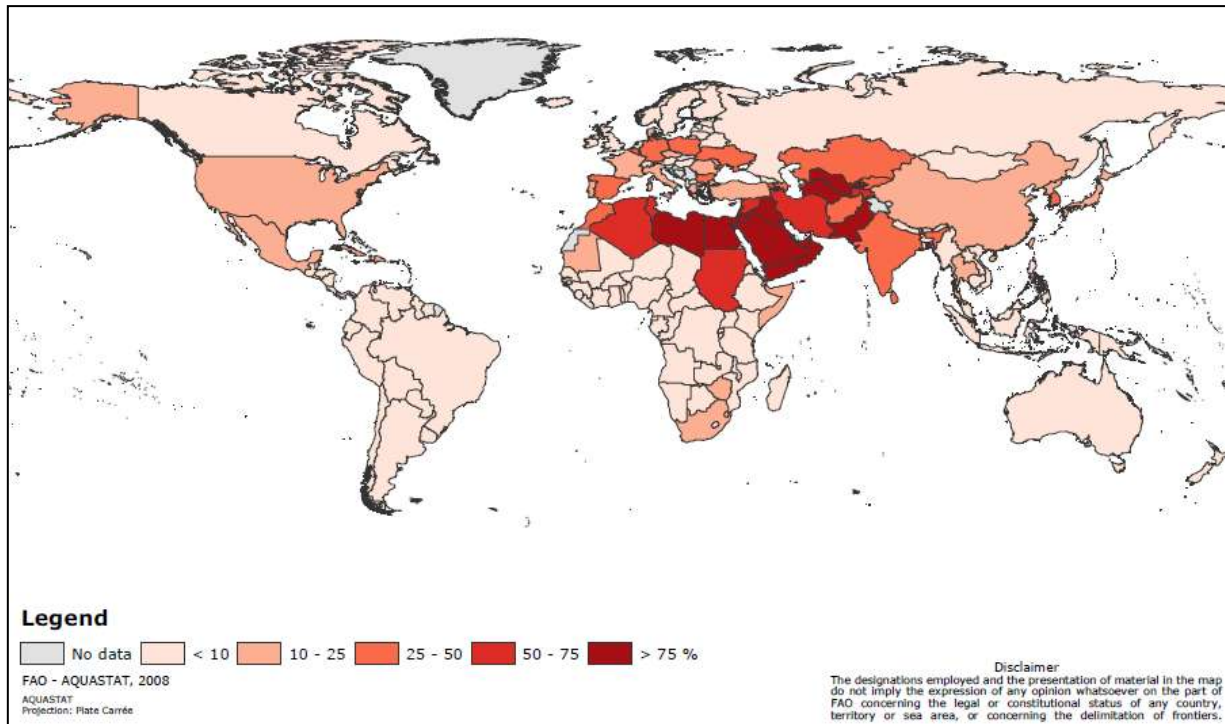 Legend
No data < 10 10 - 25 25 - 50 50 - 75 > 75 %
FAO - AQUASTAT, 2008
AQUASTAT
Projection: Plate Carrée
Disclaimer
The designations employed and the presentation of material in the map
do not imply the expression of any opinion whatsoever on the part of
FAO concerning the legal or constitutional status of any country,
territory or sea area, or concerning the delimitation of frontiers.